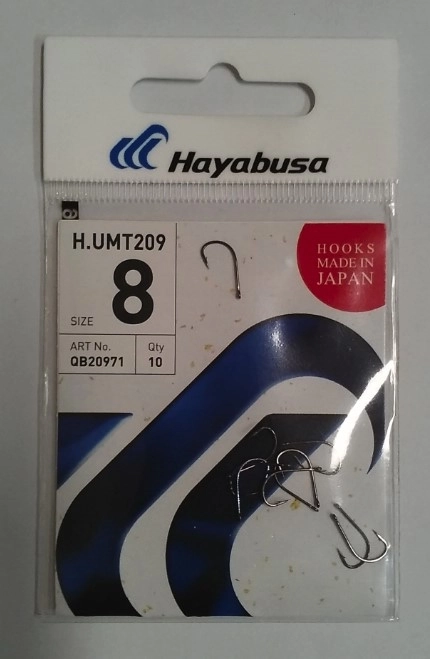 Hayabusa
H.UMT209
SIZE 8
ART No. Qty
QB20971 10
HOOKS
MADE IN
JAPAN